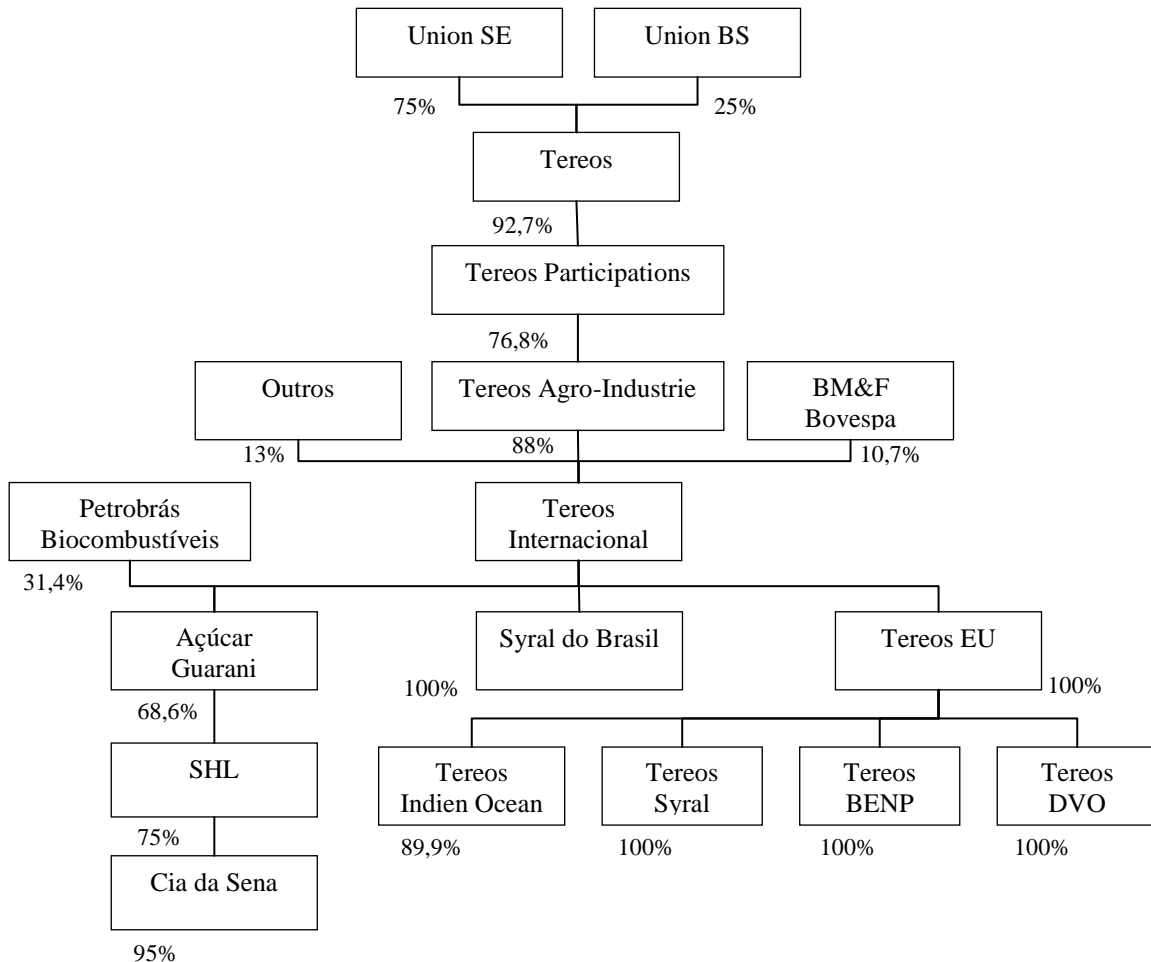 Union SE
Union BS
75%
25%
Tereos
92,7%
Tereos Participations
76,8%
Outros
Tereos Agro-Industrie
BM&F
Bovespa
13%
88%
10,7%
Petrobrás
Biocombustíveis
Tereos
Internacional
31,4%
Açúcar
Guarani
Syral do Brasil
Tereos EU
68,6%
100%
100%
SHL
Tereos
Indien Ocean
Tereos
Syral
Tereos
BENP
Tereos
DVO
75%
89,9%
100%
100%
100%
Cia da Sena
95%